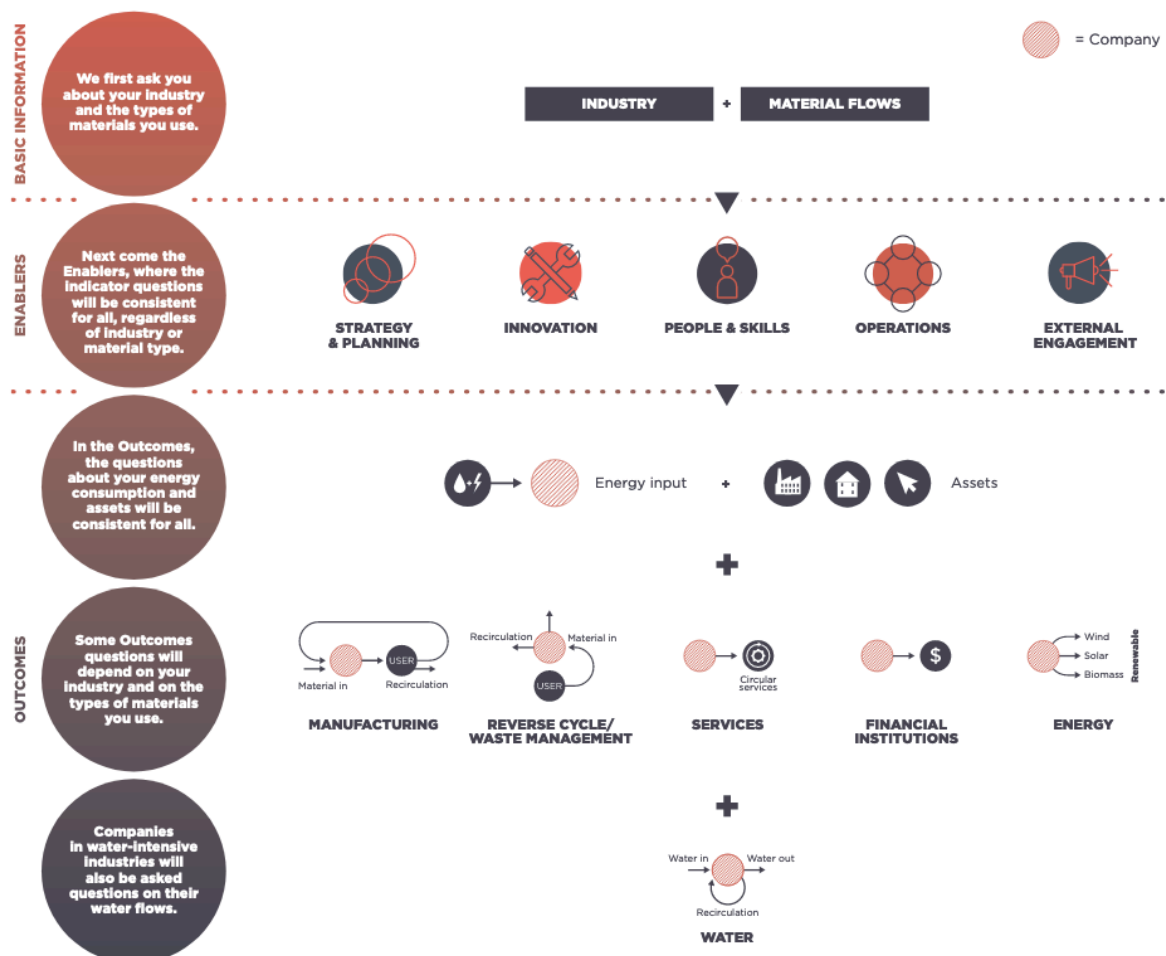 BASIC INFORMATION
We first ask you
about your industry
and the types of
materials you use.
INDUSTRY
+
MATERIAL FLOWS
= Company
ENABLERS
Next come the
Enablers, where the
indicator questions
will be consistent
for all, regardless
of industry or
material type.
STRATEGY
& PLANNING
INNOVATION
PEOPLE & SKILLS
OPERATIONS
EXTERNAL
ENGAGEMENT
OUTCOMES
In the Outcomes,
the questions
about your energy
consumption and
assets will be
consistent for all.
+
Energy input
+
Assets
+
Some Outcomes
questions will
depend on your
industry and on the
types of materials
you use.
Material in
USER
Recirculation
MANUFACTURING
Recirculation
Material in
USER
REVERSE CYCLE/
WASTE MANAGEMENT
Circular
services
SERVICES
$
FINANCIAL
INSTITUTIONS
Wind
Solar
Biomass
Renewable
ENERGY
+
Companies
in water-intensive
industries will
also be asked
questions on their
water flows.
Water in
Water out
Recirculation
WATER